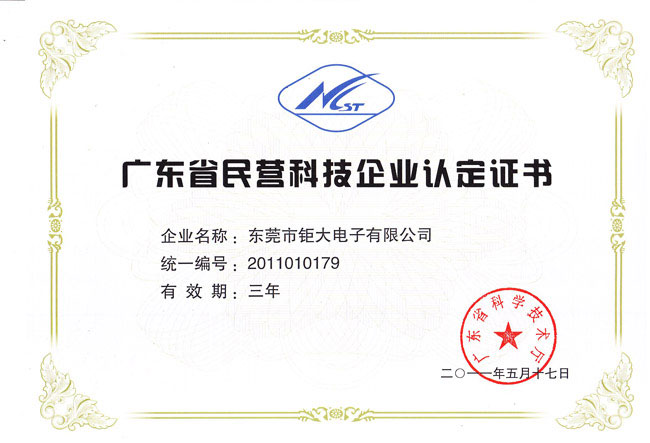 NCST
广东省民营科技企业认定证书
企业名称：东莞市钜大电子有限公司
统一编号：2011010179
有 效 期：三年
广东省科学技术厅
二〇一一年五月十七日